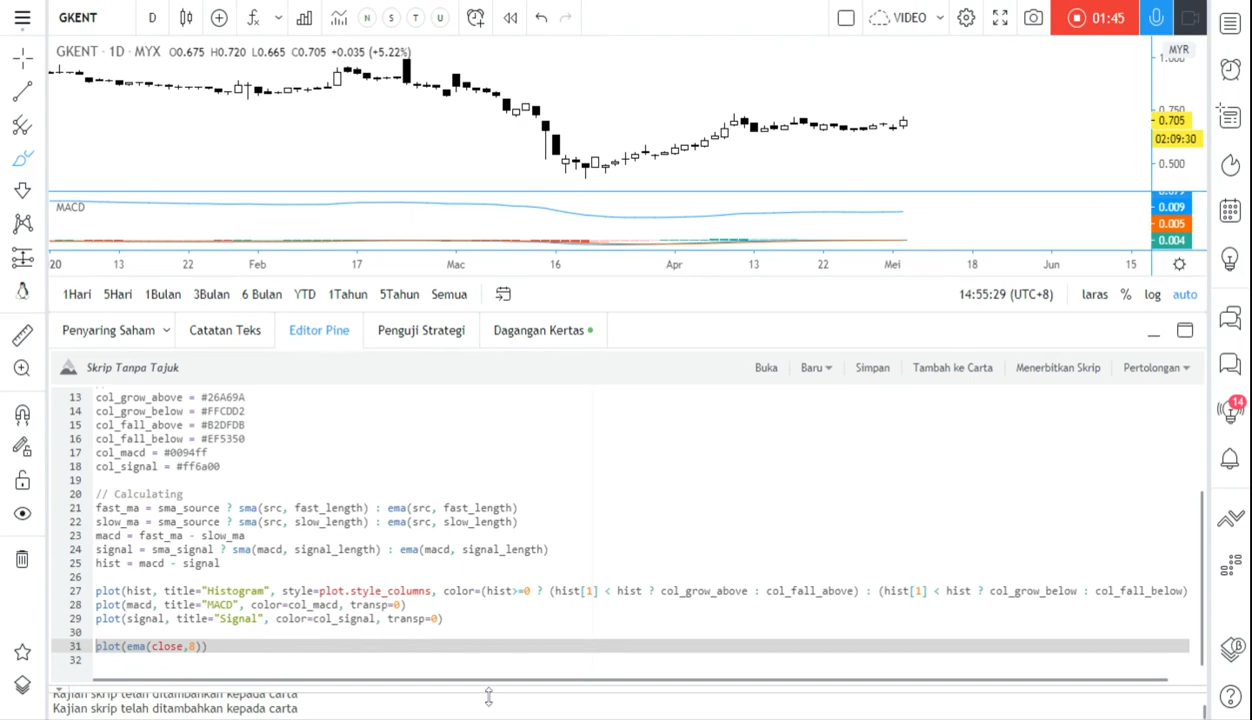 GKENT D N S T U VIDEO 01:45
GKENT · 1D · MYX O0.675 H0.720 L0.665 C0.705 +0.035 (+5.22%) MYR
1.000
0.750
0.705
02:09:30
0.500
MACD
0.009
0.005
0.004
20 13 22 Feb 17 Mac 16 Apr 13 22 Mei 18 Jun 15
1Hari 5Hari 1Bulan 3Bulan 6 Bulan YTD 1Tahun 5Tahun Semua 14:55:29 (UTC+8) laras % log auto
Penyaring Saham Catatan Teks Editor Pine Penguji Strategi Dagangan Kertas
Skrip Tanpa Tajuk Buka Baru Simpan Tambah ke Carta Menerbitkan Skrip Pertolongan
13 col_grow_above = #26A69A
14 col_grow_below = #FFCDD2
15 col_fall_above = #B2DFDB
16 col_fall_below = #EF5350
17 col_macd = #0094ff
18 col_signal = #ff6a00
19
20 // Calculating
21 fast_ma = sma_source ? sma(src, fast_length) : ema(src, fast_length)
22 slow_ma = sma_source ? sma(src, slow_length) : ema(src, slow_length)
23 macd = fast_ma - slow_ma
24 signal = sma_signal ? sma(macd, signal_length) : ema(macd, signal_length)
25 hist = macd - signal
26
27 plot(hist, title="Histogram", style=plot.style_columns, color=(hist>=0 ? (hist[1] < hist ? col_grow_above : col_fall_above) : (hist[1] < hist ? col_grow_below : col_fall_below)
28 plot(macd, title="MACD", color=col_macd, transp=0)
29 plot(signal, title="Signal", color=col_signal, transp=0)
30
31 plot(ema(close,8))
32
Kajian skrip telah ditambahkan kepada carta
Kajian skrip telah ditambahkan kepada carta
14